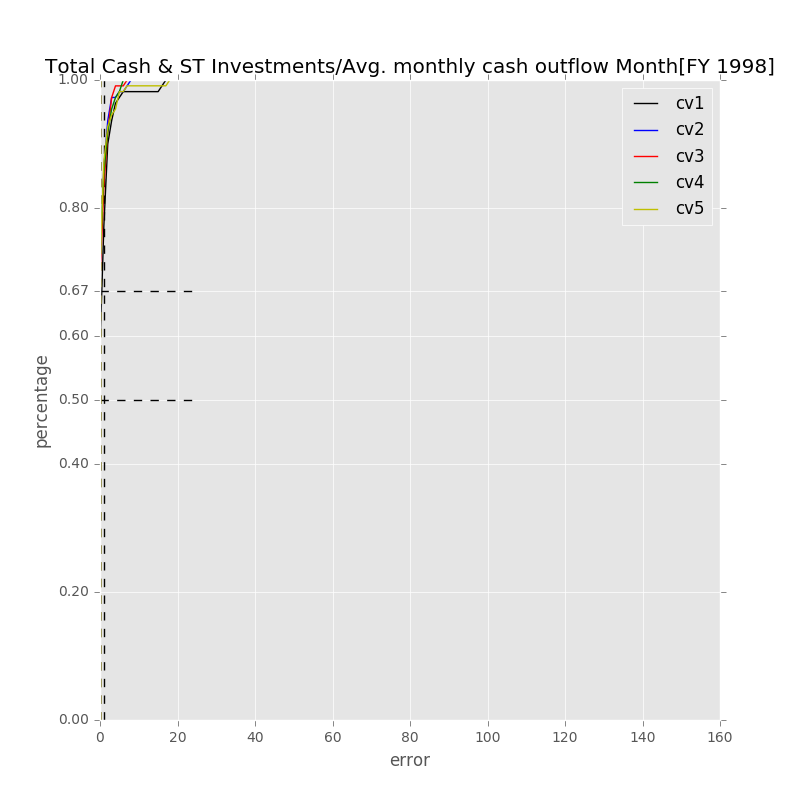 Total Cash & ST Investments/Avg. monthly cash outflow Month[FY 1998]
1.00
0.80
0.67
0.60
0.50
0.40
0.20
0.00
percentage
cv1
cv2
cv3
cv4
cv5
0 20 40 60 80 100 120 140 160
error